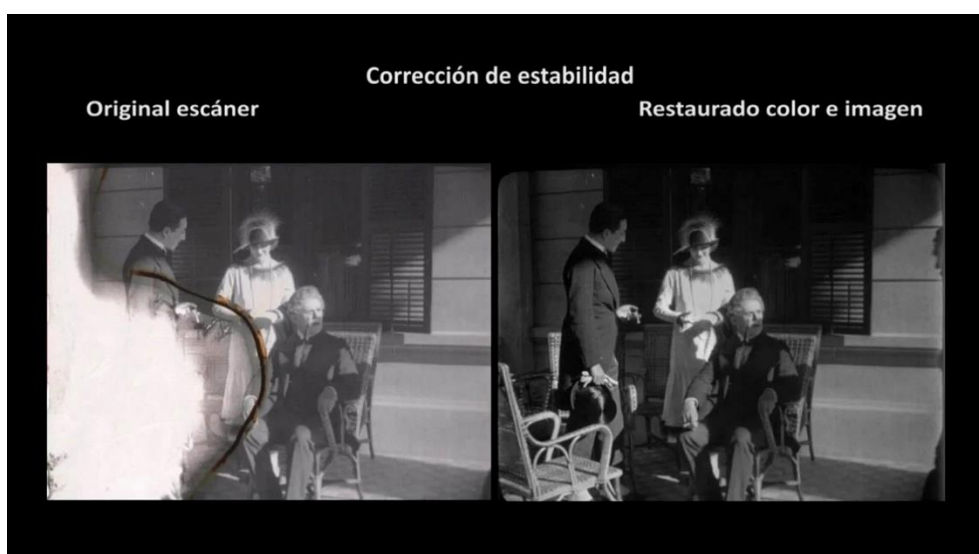 Corrección de estabilidad
Original escáner
Restaurado color e imagen